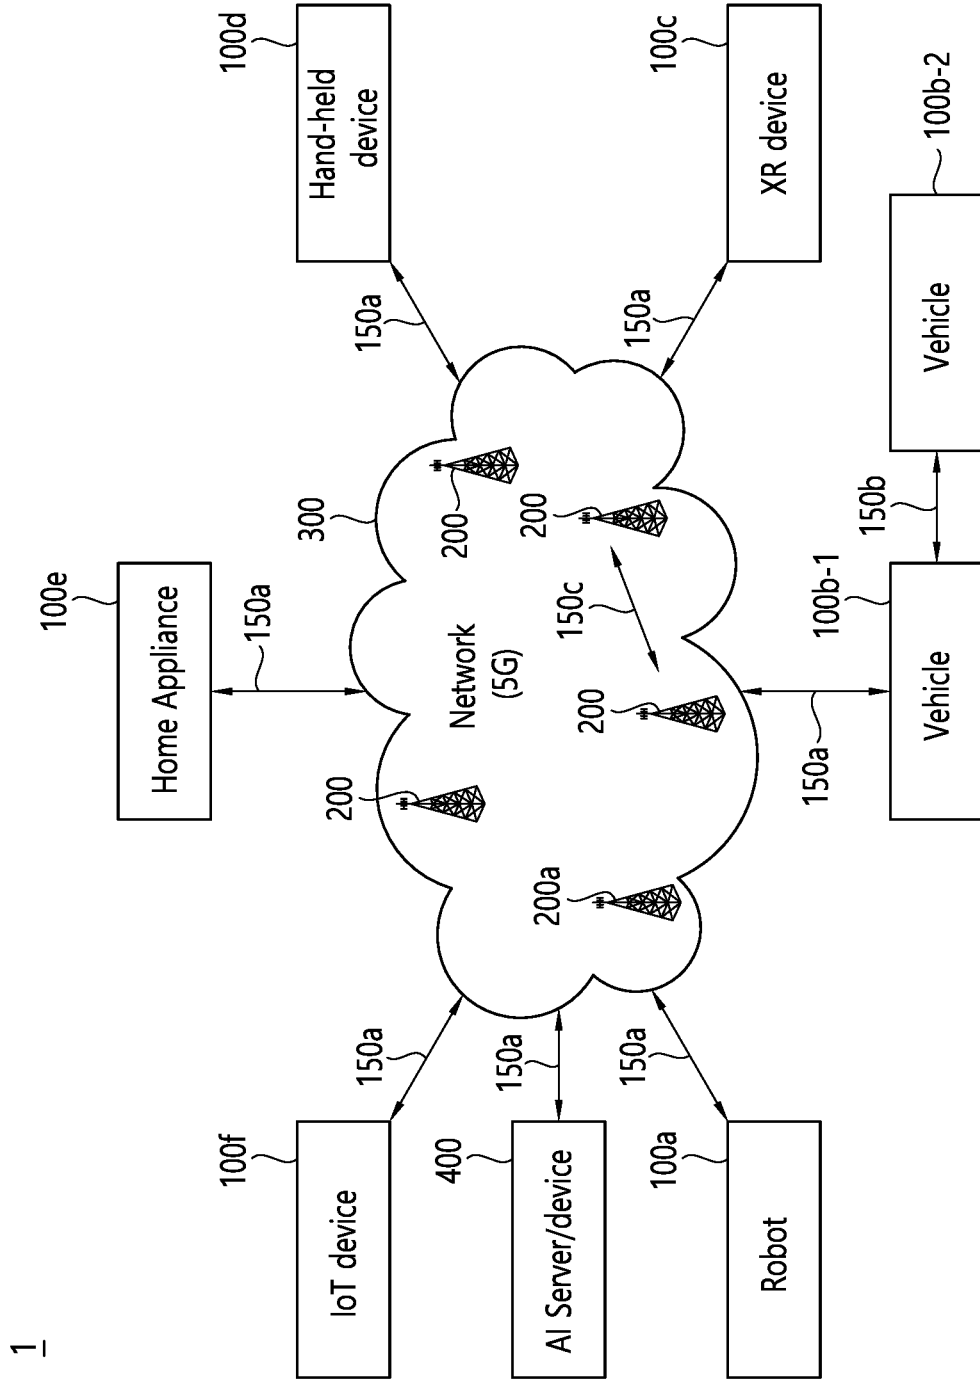 1
100e
Home Appliance
150a
100f
IoT device
150a
300
150a
100d
Hand-held
device
400
AI Server/device
150a
200
Network
(5G)
200
200a
200
150c
200
100a
Robot
150a
150a
100c
XR device
150a
100b-1
Vehicle
150b
100b-2
Vehicle